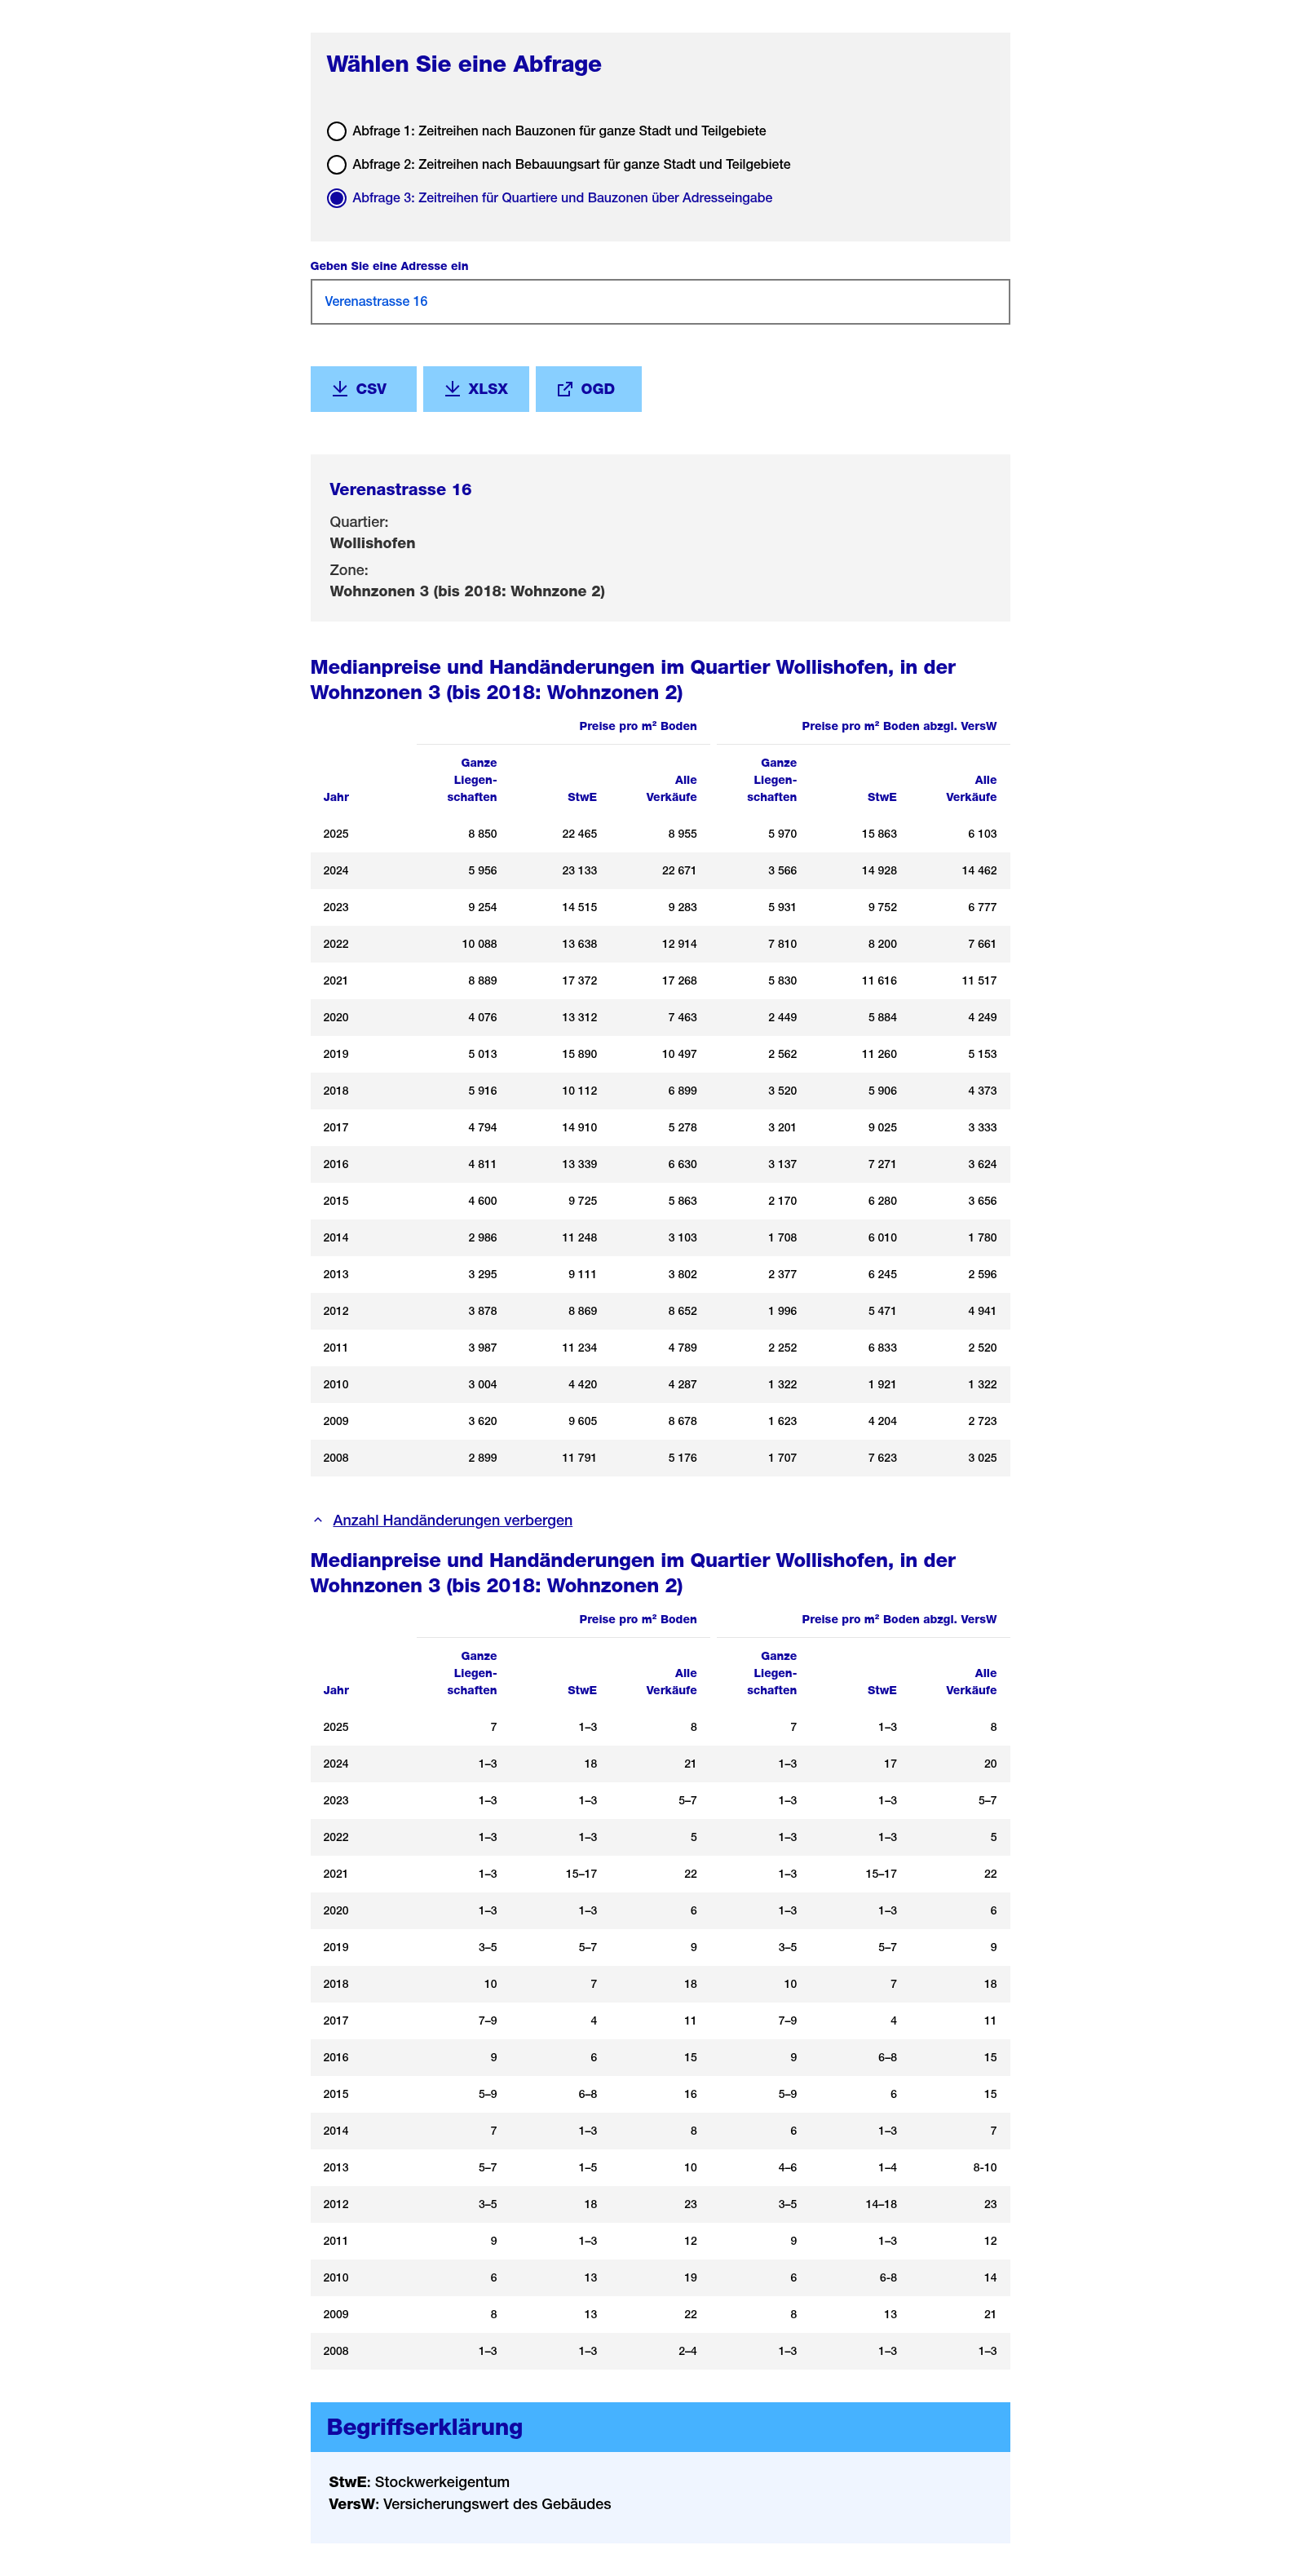 Wählen Sie eine Abfrage
Abfrage 1: Zeitreihen nach Bauzonen für ganze Stadt und Teilgebiete
Abfrage 2: Zeitreihen nach Bebauungsart für ganze Stadt und Teilgebiete
Abfrage 3: Zeitreihen für Quartiere und Bauzonen über Adresseingabe
Geben Sie eine Adresse ein
Verenastrasse 16
CSV XLSX OGD
Verenastrasse 16
Quartier:
Wollishofen
Zone:
Wohnzonen 3 (bis 2018: Wohnzone 2)
Medianpreise und Handänderungen im Quartier Wollishofen, in der
Wohnzonen 3 (bis 2018: Wohnzonen 2)
Preise pro m² Boden Preise pro m² Boden abzgl. VersW
Ganze Ganze
Liegen- Alle Liegen- Alle
Jahr schaften StwE Verkäufe schaften StwE Verkäufe
2025 8 850 22 465 8 955 5 970 15 863 6 103
2024 5 956 23 133 22 671 3 566 14 928 14 462
2023 9 254 14 515 9 283 5 931 9 752 6 777
2022 10 088 13 638 12 914 7 810 8 200 7 661
2021 8 889 17 372 17 268 5 830 11 616 11 517
2020 4 076 13 312 7 463 2 449 5 884 4 249
2019 5 013 15 890 10 497 2 562 11 260 5 153
2018 5 916 10 112 6 899 3 520 5 906 4 373
2017 4 794 14 910 5 278 3 201 9 025 3 333
2016 4 811 13 339 6 630 3 137 7 271 3 624
2015 4 600 9 725 5 863 2 170 6 280 3 656
2014 2 986 11 248 3 103 1 708 6 010 1 780
2013 3 295 9 111 3 802 2 377 6 245 2 596
2012 3 878 8 869 8 652 1 996 5 471 4 941
2011 3 987 11 234 4 789 2 252 6 833 2 520
2010 3 004 4 420 4 287 1 322 1 921 1 322
2009 3 620 9 605 8 678 1 623 4 204 2 723
2008 2 899 11 791 5 176 1 707 7 623 3 025
Anzahl Handänderungen verbergen
Medianpreise und Handänderungen im Quartier Wollishofen, in der
Wohnzonen 3 (bis 2018: Wohnzonen 2)
Preise pro m² Boden Preise pro m² Boden abzgl. VersW
Ganze Ganze
Liegen- Alle Liegen- Alle
Jahr schaften StwE Verkäufe schaften StwE Verkäufe
2025 7 1–3 8 7 1–3 8
2024 1–3 18 21 1–3 17 20
2023 1–3 1–3 5–7 1–3 1–3 5–7
2022 1–3 1–3 5 1–3 1–3 5
2021 1–3 15–17 22 1–3 15–17 22
2020 1–3 1–3 6 1–3 1–3 6
2019 3–5 5–7 9 3–5 5–7 9
2018 10 7 18 10 7 18
2017 7–9 4 11 7–9 4 11
2016 9 6 15 9 6–8 15
2015 5–9 6–8 16 5–9 6 15
2014 7 1–3 8 6 1–3 7
2013 5–7 1–5 10 4–6 1–4 8-10
2012 3–5 18 23 3–5 14–18 23
2011 9 1–3 12 9 1–3 12
2010 6 13 19 6 6-8 14
2009 8 13 22 8 13 21
2008 1–3 1–3 2–4 1–3 1–3 1–3
Begriffserklärung
StwE: Stockwerkeigentum
VersW: Versicherungswert des Gebäudes